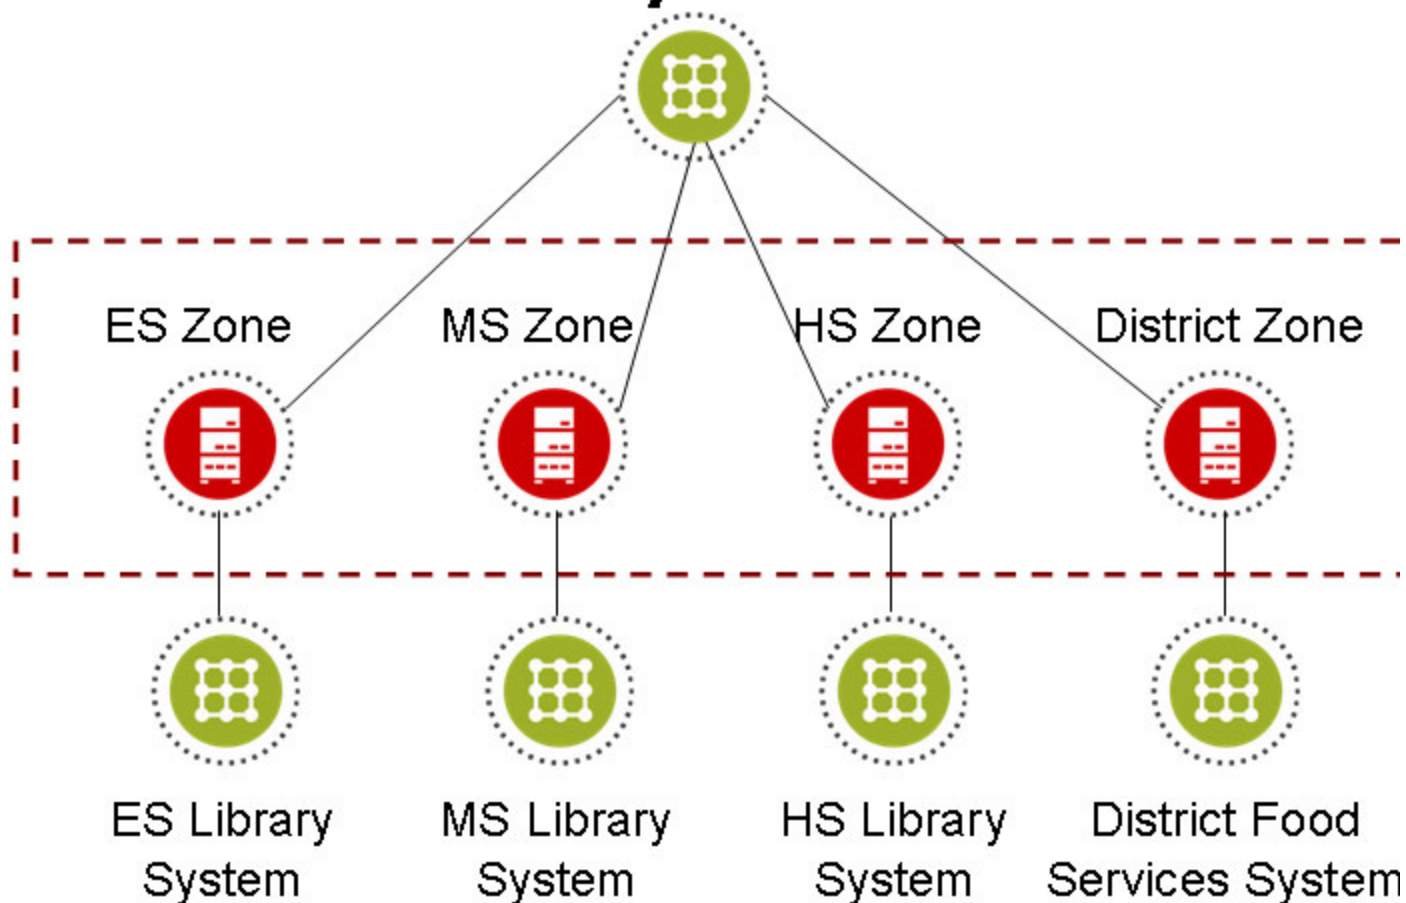 ES Zone MS Zone HS Zone District Zone
ES Library MS Library HS Library District Food
System System System Services System